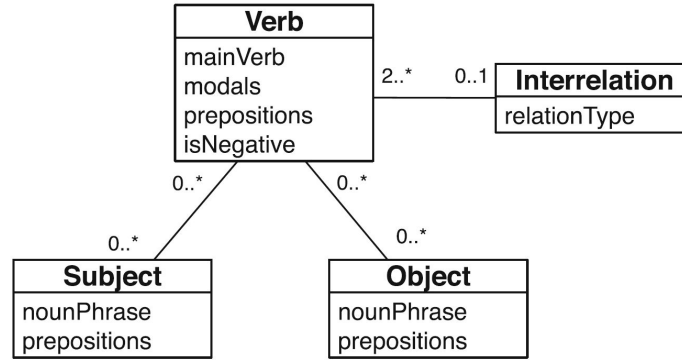 Verb
mainVerb
modals
prepositions
isNegative
2..*
0..1
Interrelation
relationType
0..*
0..*
0..*
0..*
Subject
nounPhrase
prepositions
Object
nounPhrase
prepositions